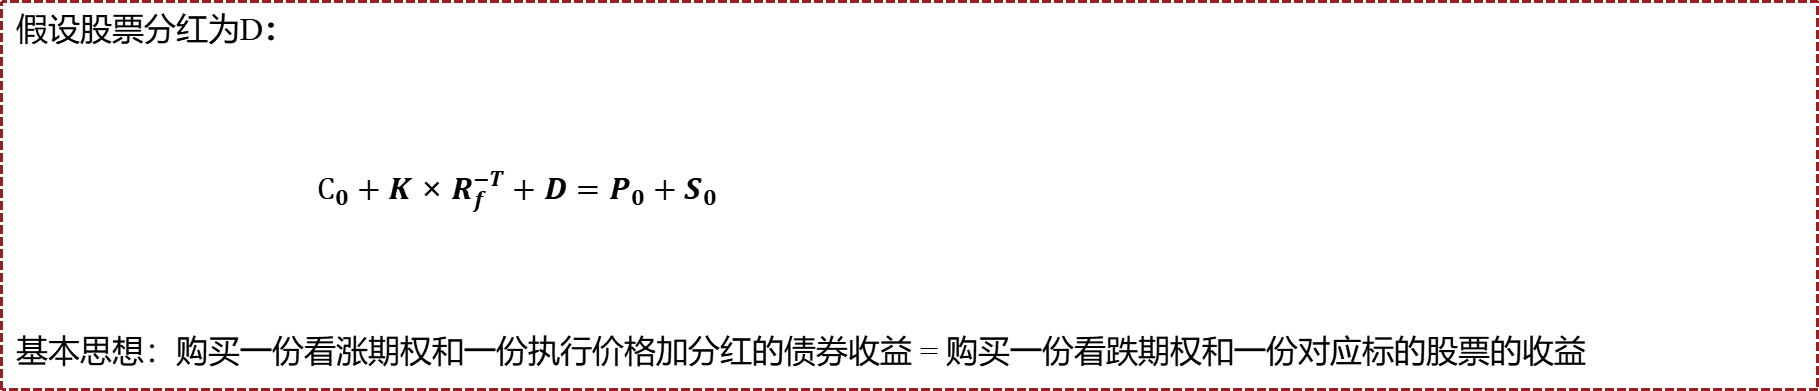 假设股票分红为D：
C₀ + K × R_f^{-T} + D = P₀ + S₀
基本思想：购买一份看涨期权和一份执行价格加分红的债券收益 = 购买一份看跌期权和一份对应标的股票的收益